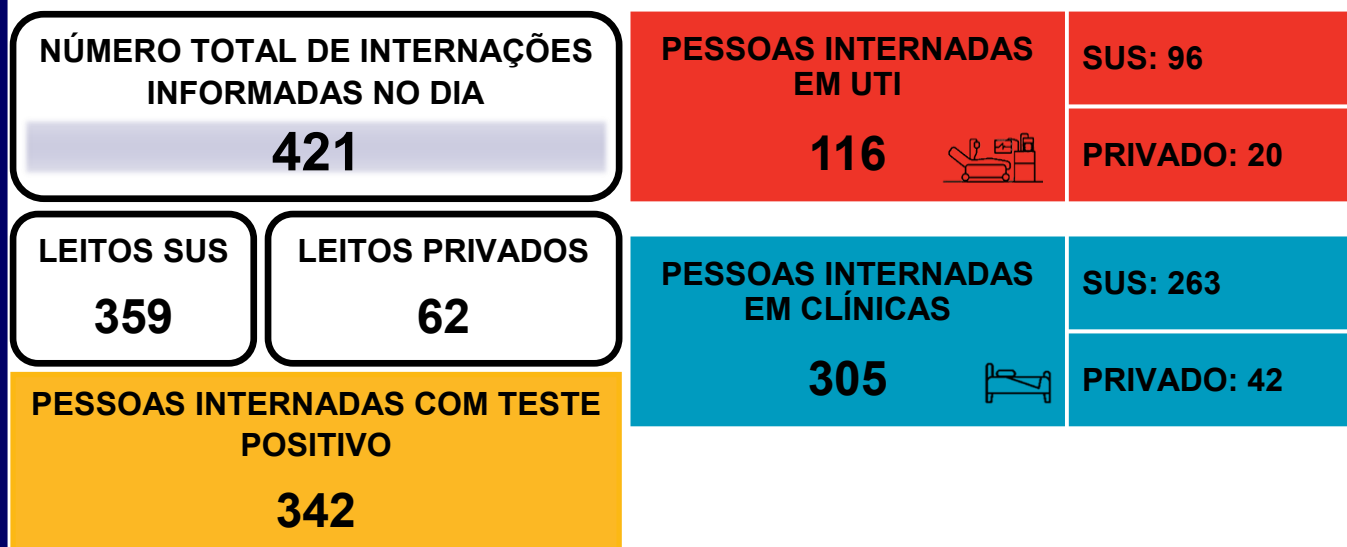 NÚMERO TOTAL DE INTERNAÇÕES
INFORMADAS NO DIA
421
LEITOS SUS
359
LEITOS PRIVADOS
62
PESSOAS INTERNADAS COM TESTE
POSITIVO
342
PESSOAS INTERNADAS
EM UTI
116
SUS: 96
PRIVADO: 20
PESSOAS INTERNADAS
EM CLÍNICAS
305
SUS: 263
PRIVADO: 42